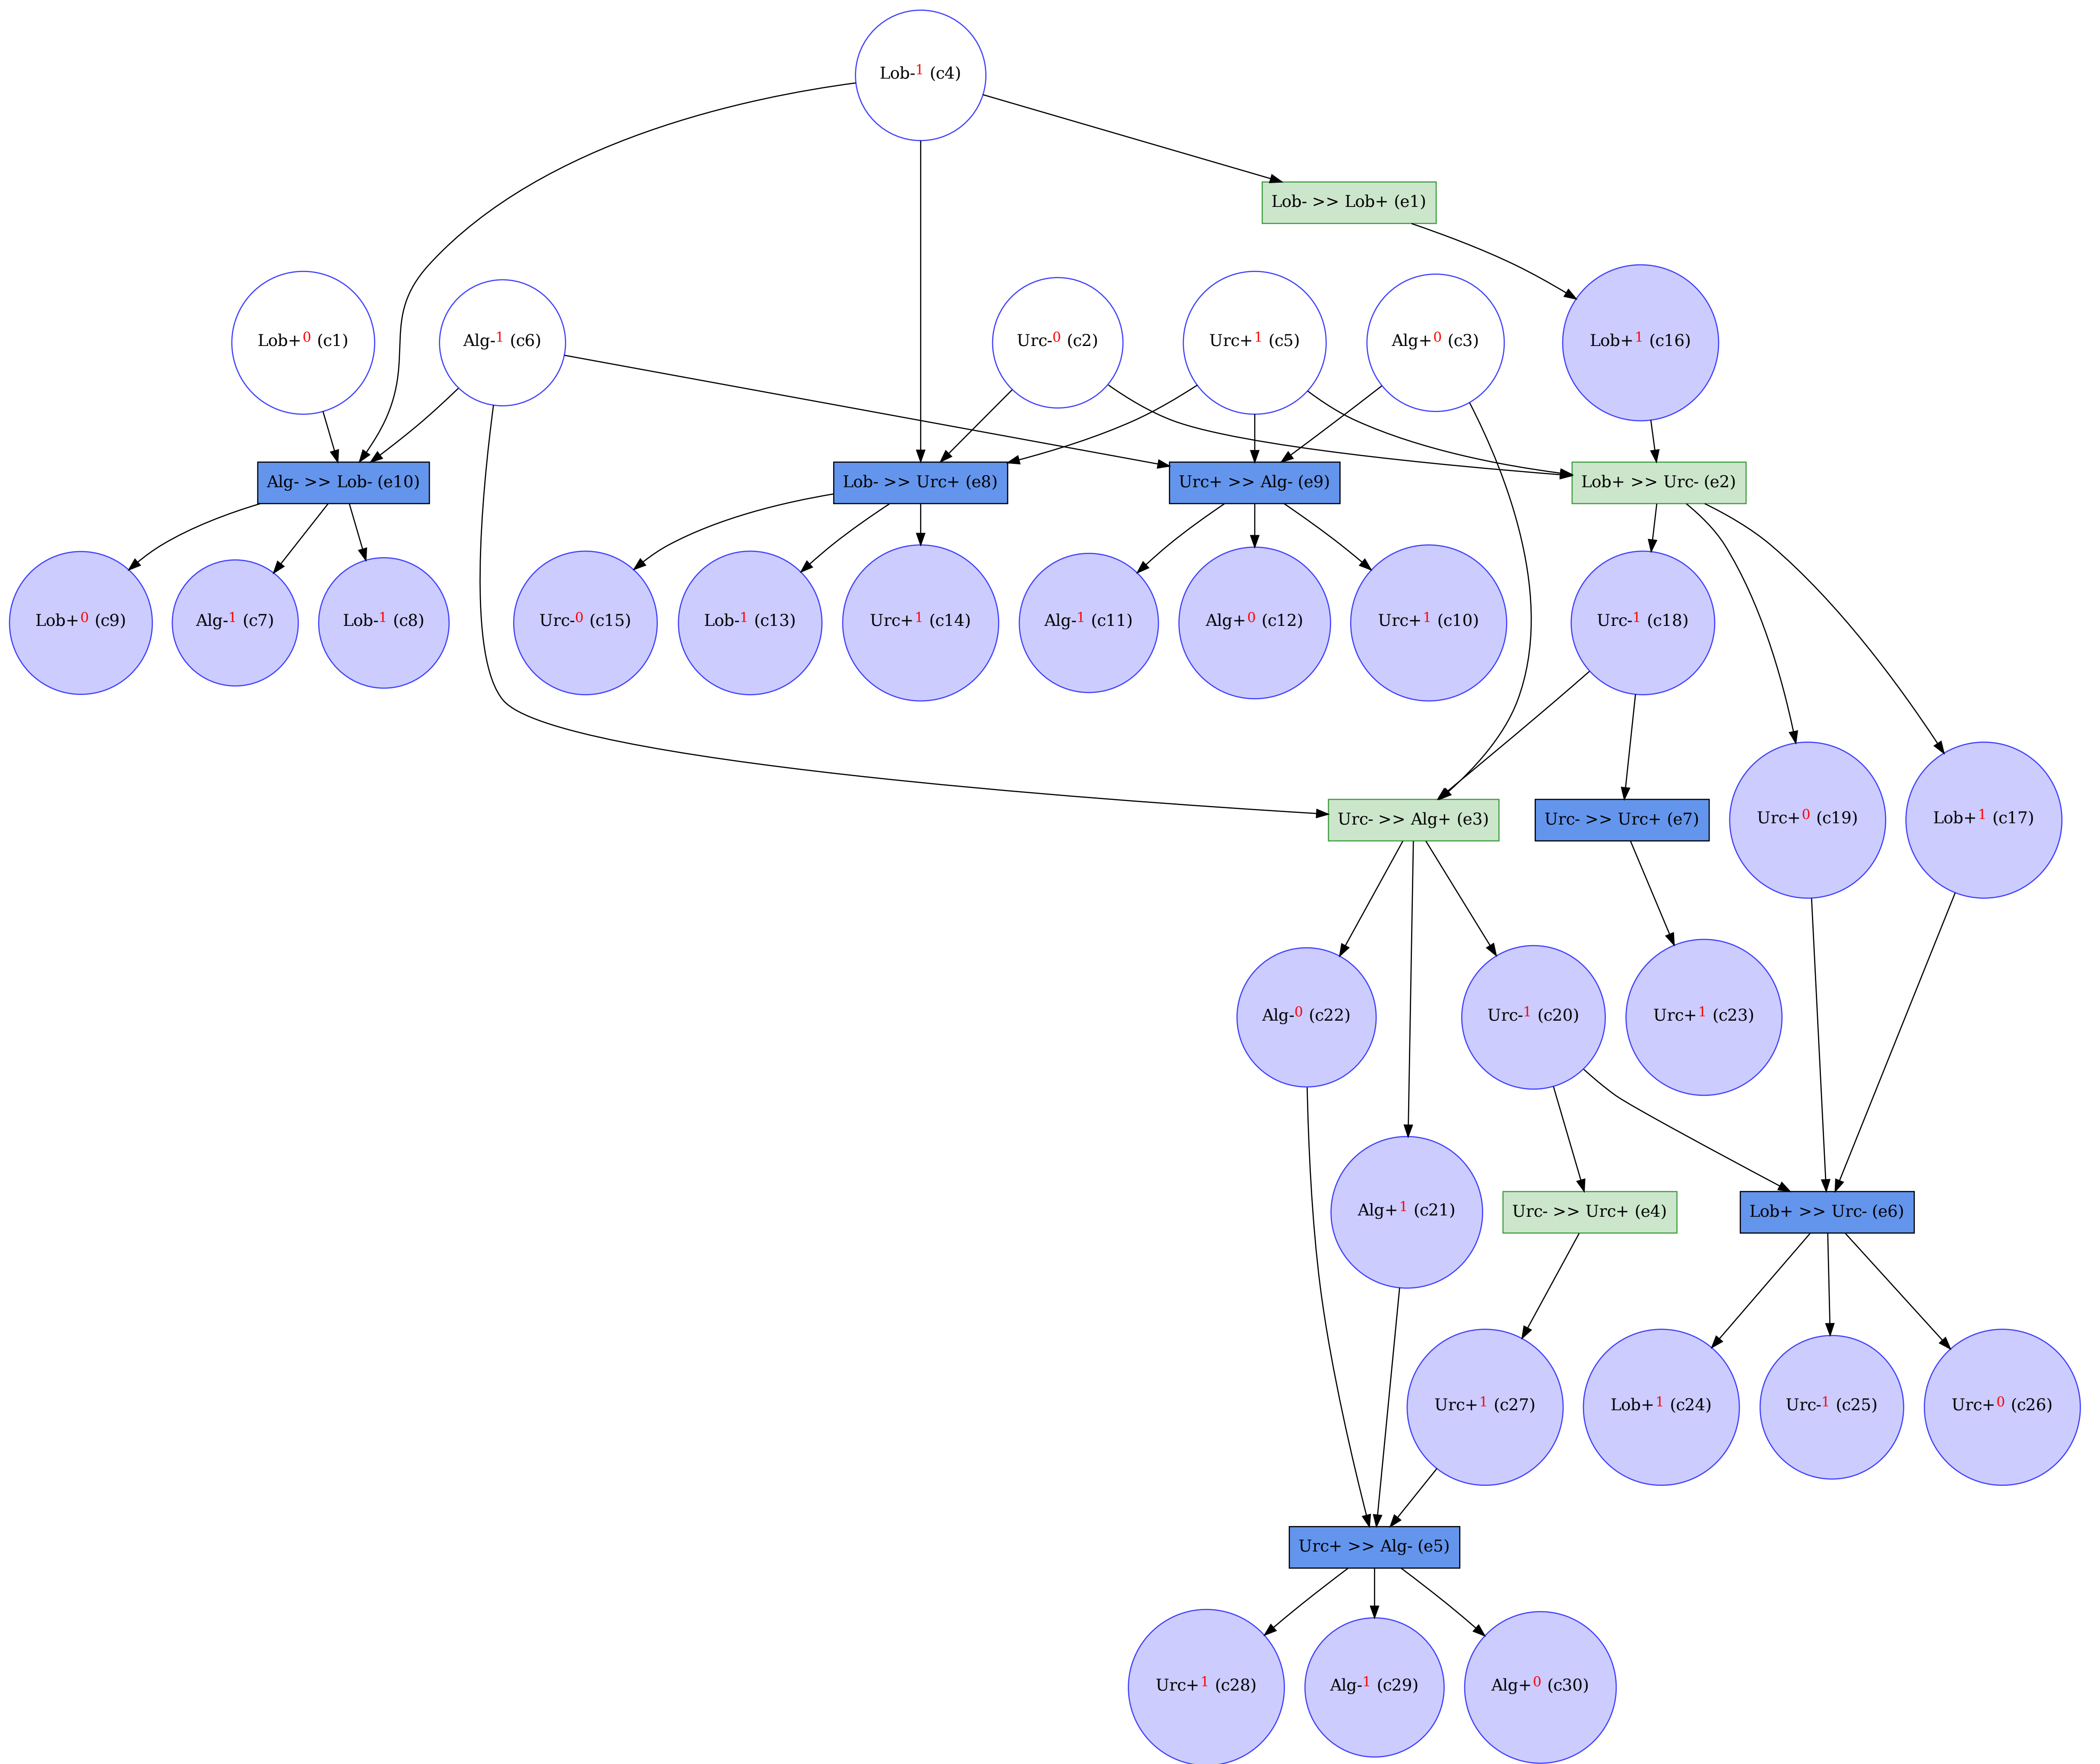 Lob-1 (c4)
Lob- >> Lob+ (e1)
Lob+0 (c1)
Alg-1 (c6)
Urc-0 (c2)
Urc+1 (c5)
Alg+0 (c3)
Lob+1 (c16)
Alg- >> Lob- (e10)
Lob- >> Urc+ (e8)
Urc+ >> Alg- (e9)
Lob+ >> Urc- (e2)
Lob+0 (c9)
Alg-1 (c7)
Lob-1 (c8)
Urc-0 (c15)
Lob-1 (c13)
Urc+1 (c14)
Alg-1 (c11)
Alg+0 (c12)
Urc+1 (c10)
Urc-1 (c18)
Urc- >> Alg+ (e3)
Urc- >> Urc+ (e7)
Urc+0 (c19)
Lob+1 (c17)
Alg-0 (c22)
Urc-1 (c20)
Urc+1 (c23)
Alg+1 (c21)
Urc- >> Urc+ (e4)
Lob+ >> Urc- (e6)
Urc+1 (c27)
Lob+1 (c24)
Urc-1 (c25)
Urc+0 (c26)
Urc+ >> Alg- (e5)
Urc+1 (c28)
Alg-1 (c29)
Alg+0 (c30)